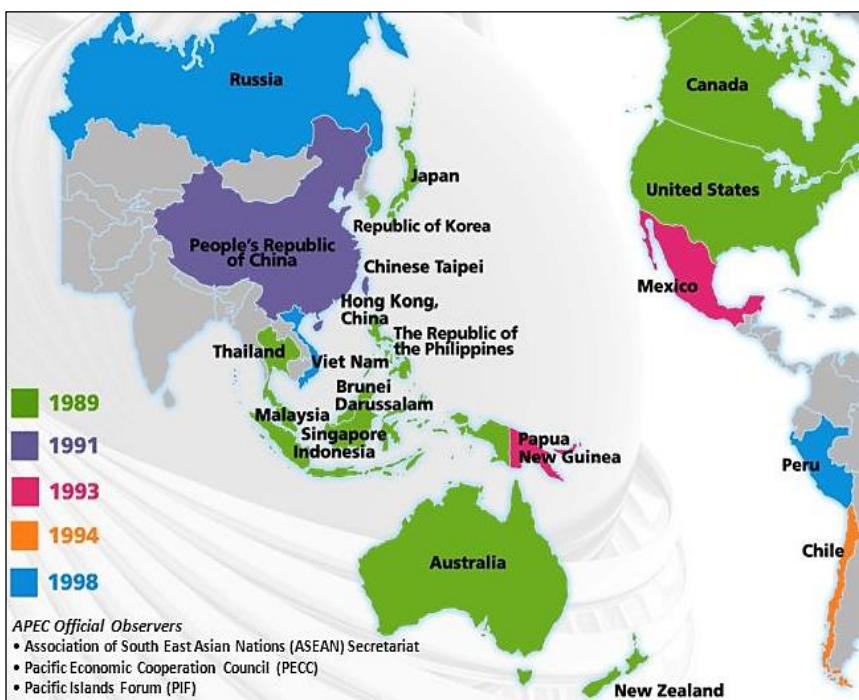 Russia
Canada
Japan
United States
Republic of Korea
People's Republic
of China
Chinese Taipei
Mexico
Hong Kong,
China
The Republic of
the Philippines
Thailand
Viet Nam
Brunei
Darussalam
Malaysia
Singapore
Indonesia
Papua
New Guinea
Peru
Chile
Australia
New Zealand
1989
1991
1993
1994
1998
APEC Official Observers
• Association of South East Asian Nations (ASEAN) Secretariat
• Pacific Economic Cooperation Council (PECC)
• Pacific Islands Forum (PIF)